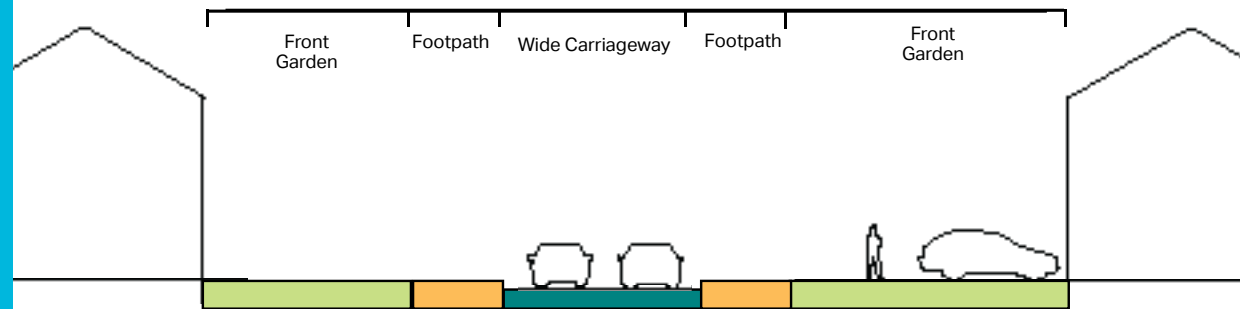 Front
Garden
Footpath
Wide Carriageway
Footpath
Front
Garden